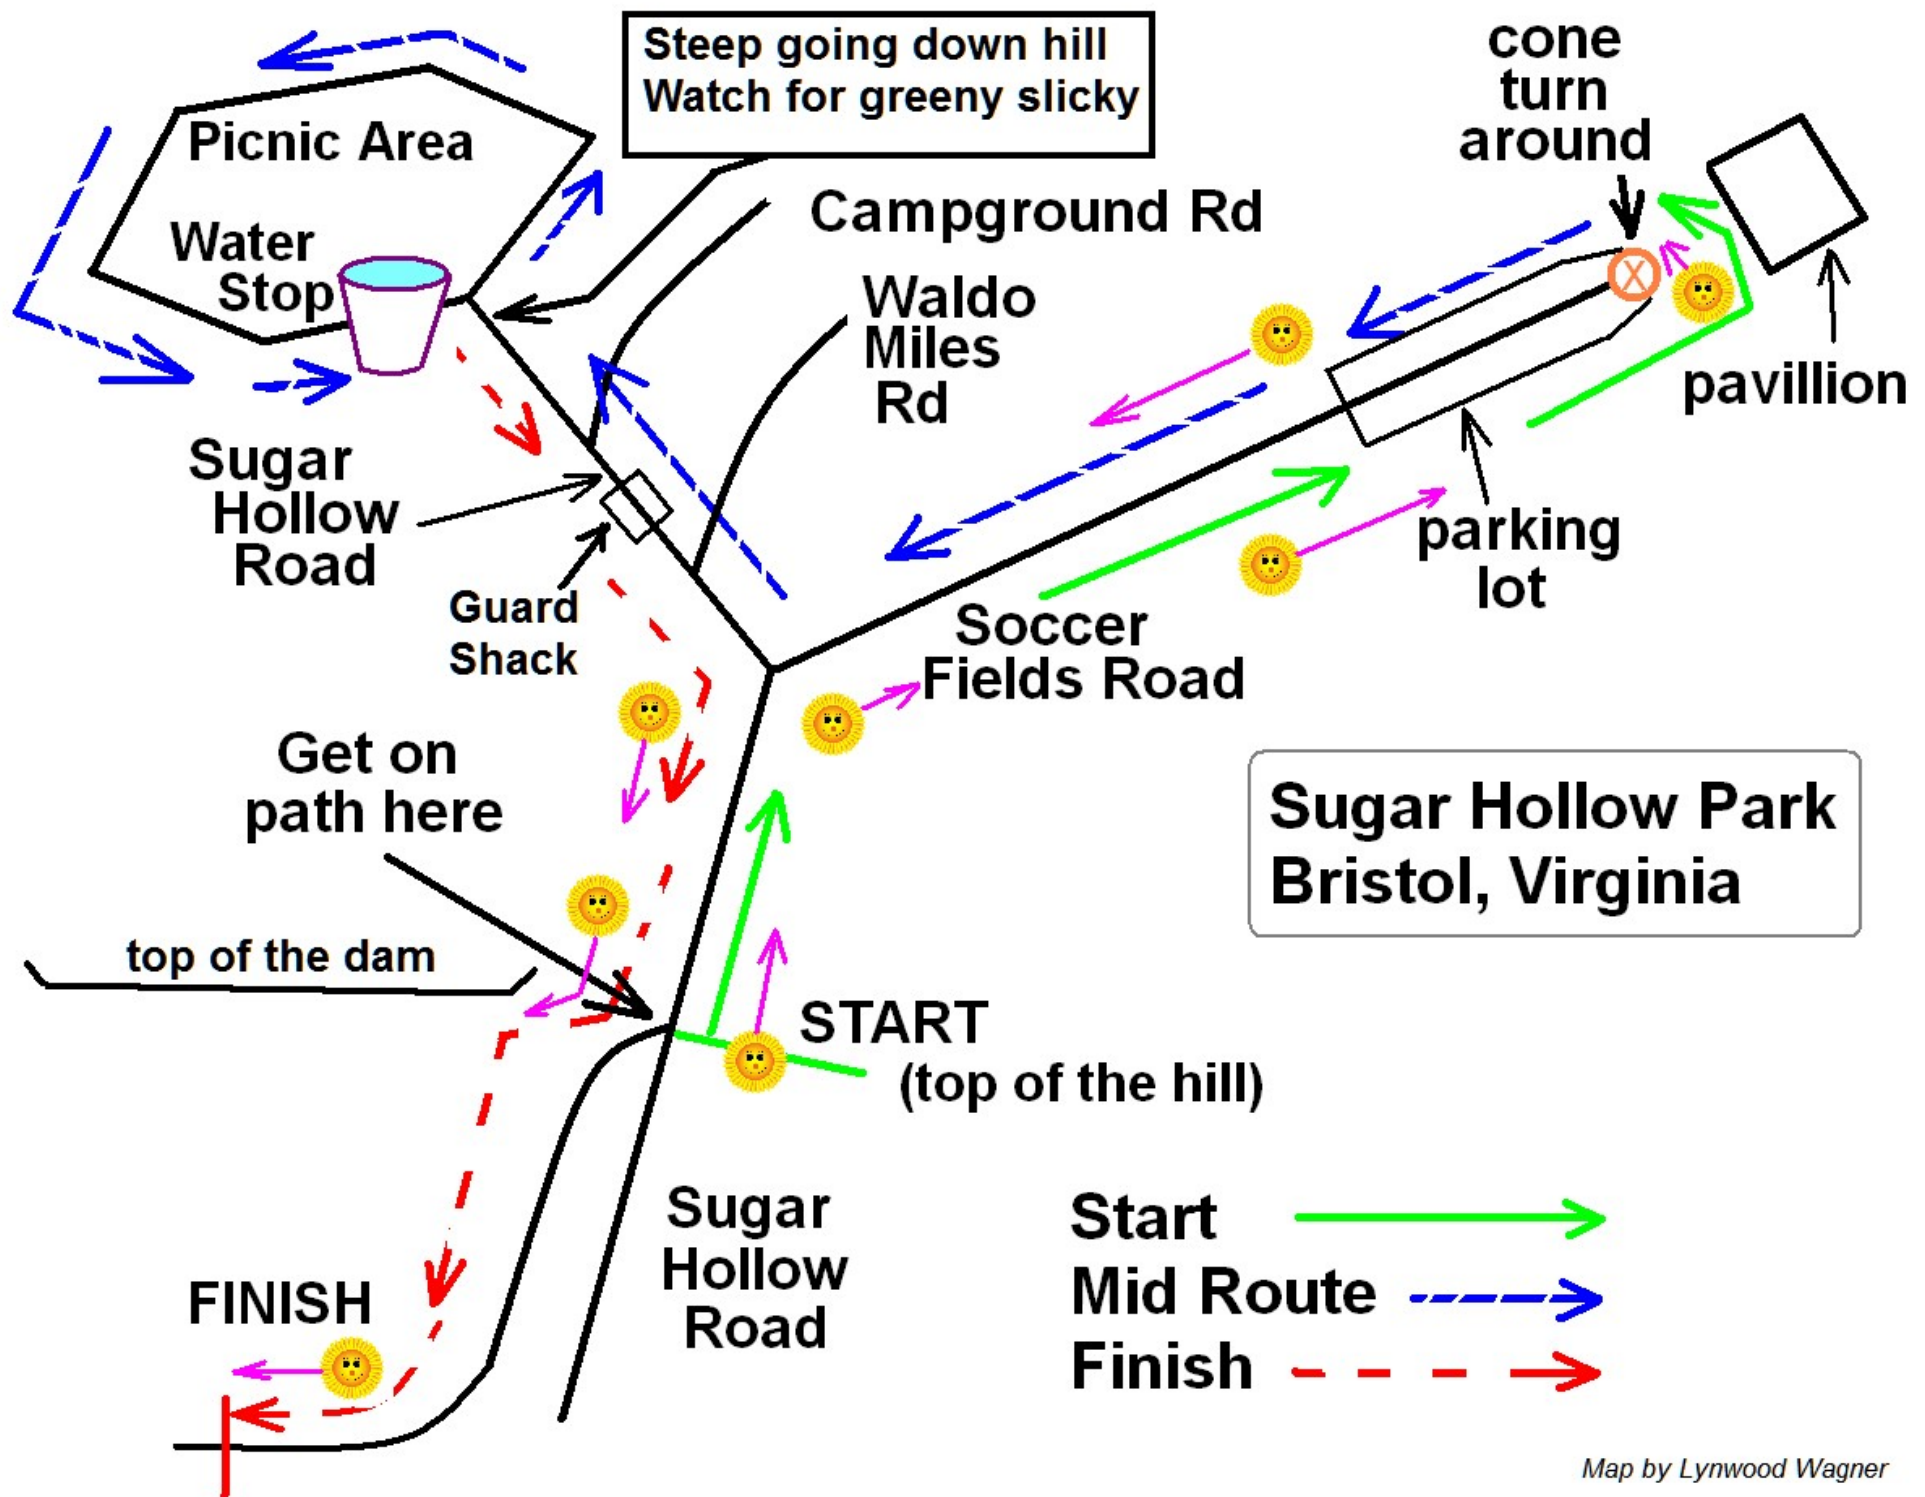 Steep going down hill
Watch for greeny slicky
cone
turn
around
Picnic Area
Water
Stop
Campground Rd
Waldo
Miles
Rd
X
pavillion
Sugar
Hollow
Road
Guard
Shack
parking
lot
Soccer
Fields Road
Get on
path here
Sugar Hollow Park
Bristol, Virginia
top of the dam
START
(top of the hill)
Sugar
Hollow
Road
FINISH
Start
Mid Route
Finish
Map by Lynwood Wagner